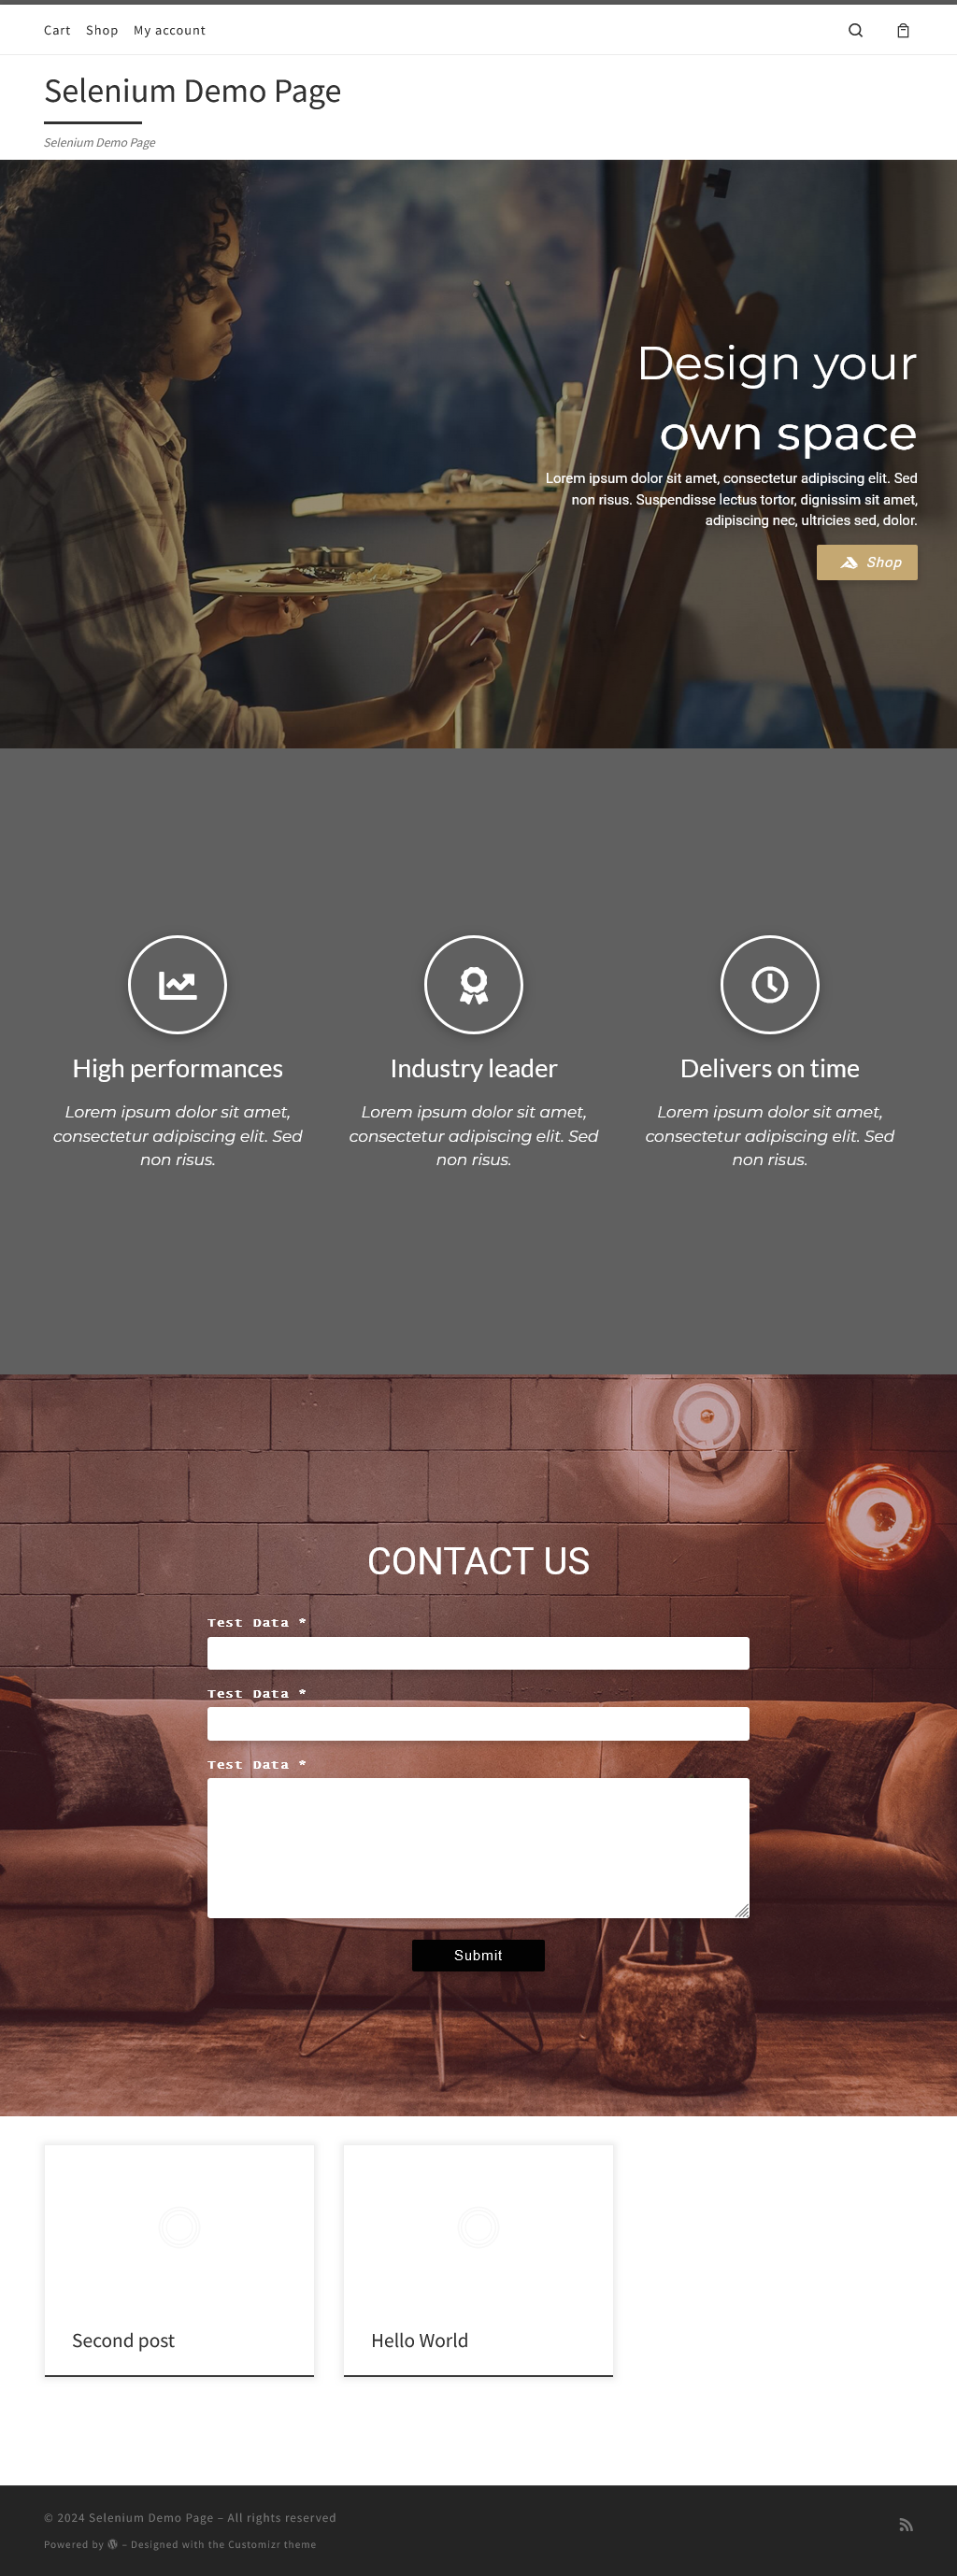 Cart Shop My account
Selenium Demo Page
Selenium Demo Page
Design your
own space
Lorem ipsum dolor sit amet, consectetur adipiscing elit. Sed
non risus. Suspendisse lectus tortor, dignissim sit amet,
adipiscing nec, ultricies sed, dolor.
Shop
High performances
Lorem ipsum dolor sit amet,
consectetur adipiscing elit. Sed
non risus.
Industry leader
Lorem ipsum dolor sit amet,
consectetur adipiscing elit. Sed
non risus.
Delivers on time
Lorem ipsum dolor sit amet,
consectetur adipiscing elit. Sed
non risus.
CONTACT US
Test Data *
Test Data *
Test Data *
Submit
Second post
Hello World
© 2024 Selenium Demo Page – All rights reserved
Powered by – Designed with the Customizr theme